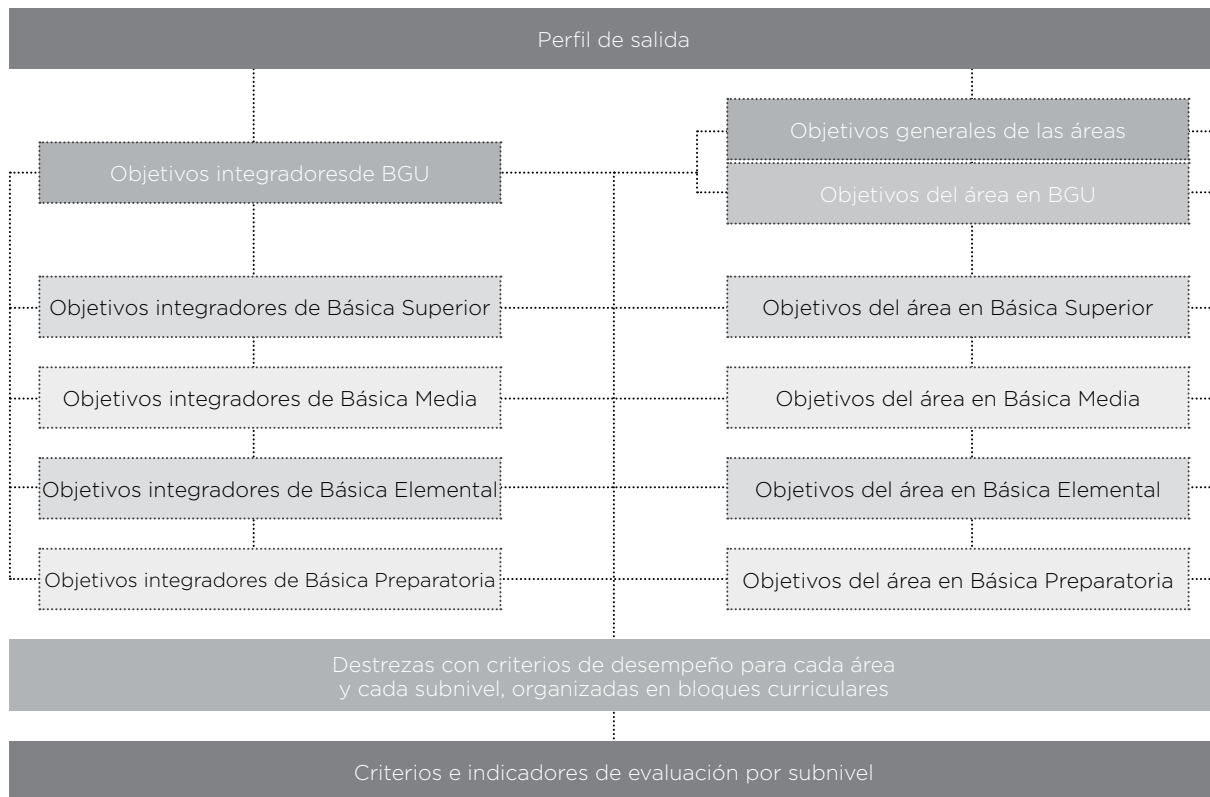 Perfil de salida
Objetivos generales de las áreas
Objetivos integradoresde BGU
Objetivos del área en BGU
Objetivos integradores de Básica Superior
Objetivos del área en Básica Superior
Objetivos integradores de Básica Media
Objetivos del área en Básica Media
Objetivos integradores de Básica Elemental
Objetivos del área en Básica Elemental
Objetivos integradores de Básica Preparatoria
Objetivos del área en Básica Preparatoria
Destrezas con criterios de desempeño para cada área
y cada subnivel, organizadas en bloques curriculares
Criterios e indicadores de evaluación por subnivel